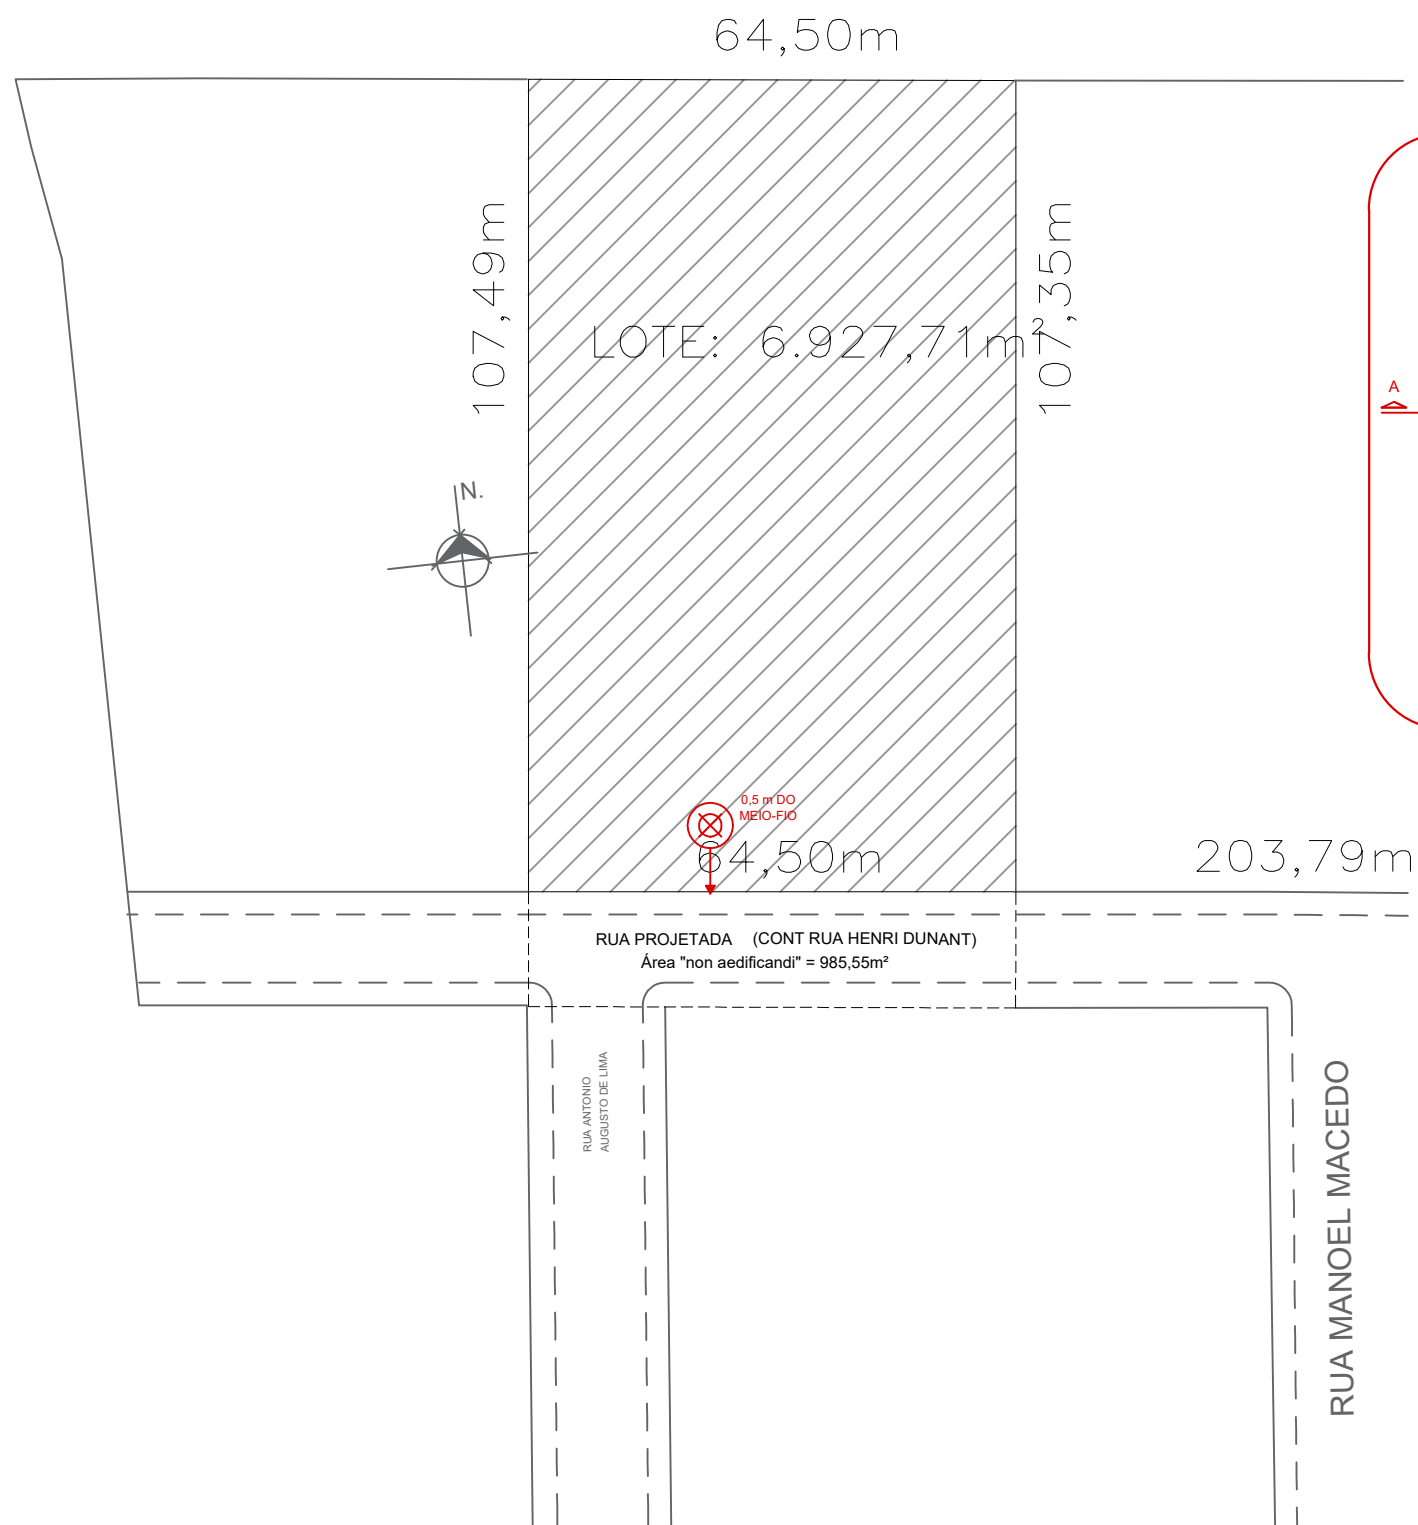 64,50m
107,49m
107,35m
LOTE: 6.927,71m²
A
N.
0,5 m DO
MEIO-FIO
64,50m
203,79m
RUA PROJETADA (CONT RUA HENRI DUNANT)
Área "non aedificandi" = 985,55m²
RUA ANTONIO
AUGUSTO DE LIMA
RUA MANOEL MACEDO